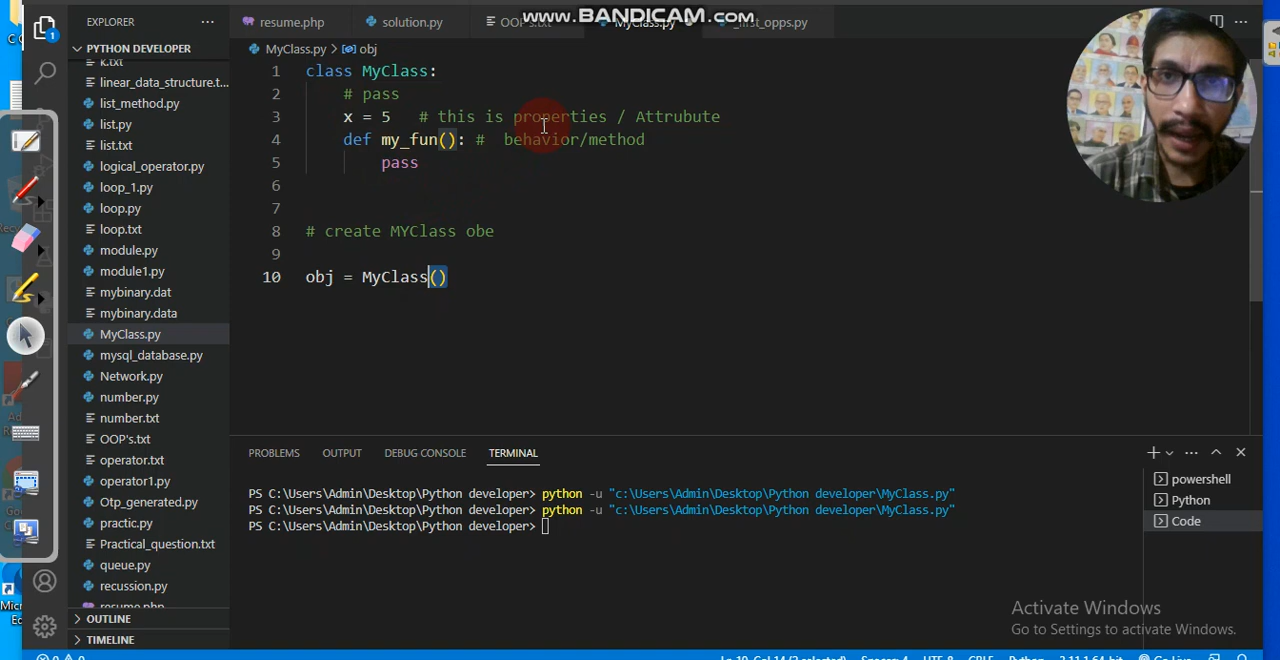 www.BANDICAM.com
EXPLORER
resume.php
solution.py
MyClass.py
_first_opps.py
PYTHON DEVELOPER
MyClass.py > obj
k.txt
linear_data_structure.t...
list_method.py
list.py
list.txt
logical_operator.py
loop_1.py
loop.py
loop.txt
module.py
module1.py
mybinary.dat
mybinary.data
MyClass.py
mysql_database.py
Network.py
number.py
number.txt
OOP's.txt
operator.txt
operator1.py
Otp_generated.py
practic.py
Practical_question.txt
queue.py
recussion.py
resume.php
OUTLINE
TIMELINE
1 class MyClass:
2 # pass
3 x = 5 # this is properties / Attrubute
4 def my_fun(): # behavior/method
5 pass
6
7
8 # create MYClass obe
9
10 obj = MyClass()
PROBLEMS OUTPUT DEBUG CONSOLE TERMINAL
PS C:\Users\Admin\Desktop\Python developer> python -u "c:\Users\Admin\Desktop\Python developer\MyClass.py"
PS C:\Users\Admin\Desktop\Python developer> python -u "c:\Users\Admin\Desktop\Python developer\MyClass.py"
PS C:\Users\Admin\Desktop\Python developer>
powershell
Python
Code
Activate Windows
Go to Settings to activate Windows.